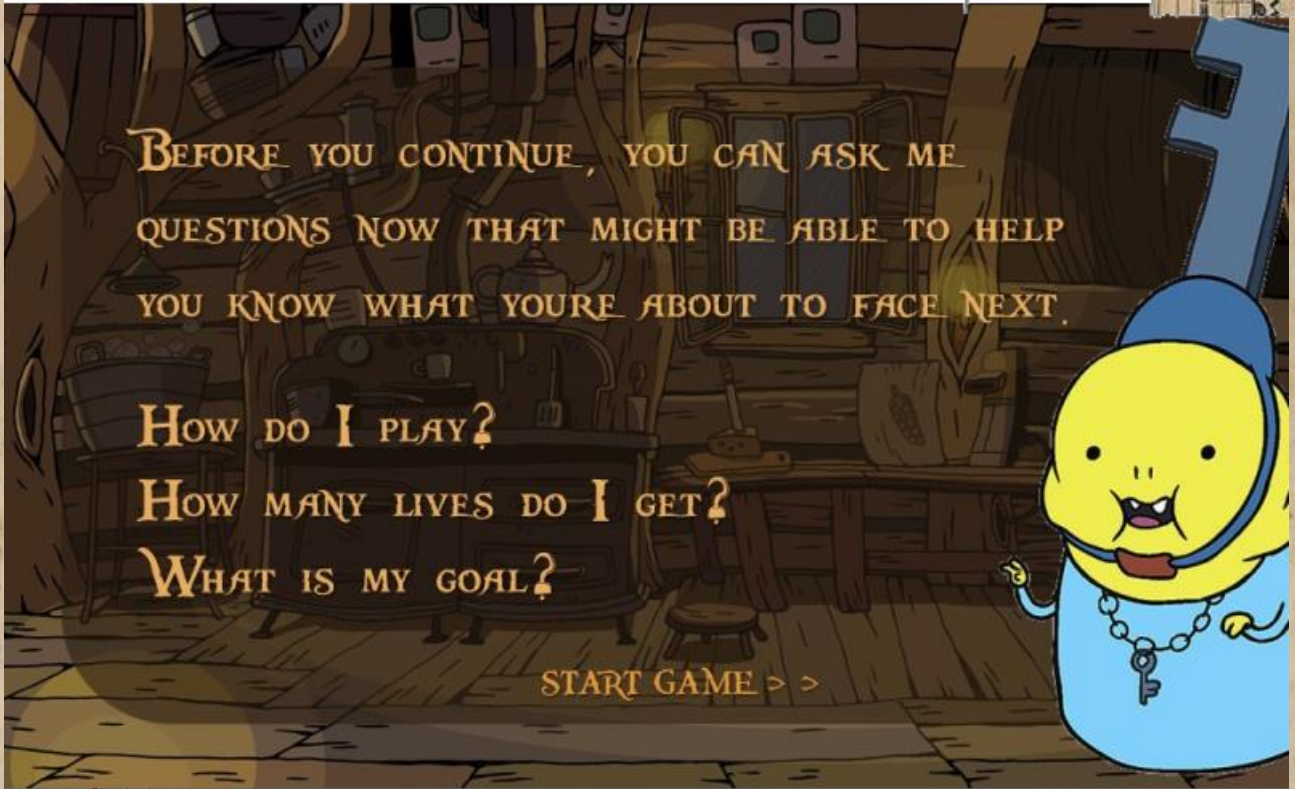 Before you continue, you can ask me
questions now that might be able to help
you know what youre about to face next.
How do I play?
How many lives do I get?
What is my goal?
START GAME > >